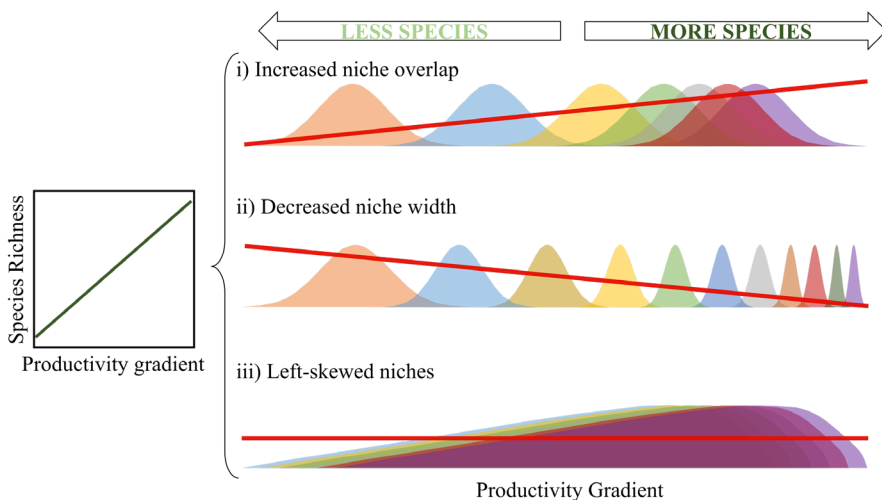 LESS SPECIES
MORE SPECIES
i) Increased niche overlap
ii) Decreased niche width
iii) Left-skewed niches
Productivity Gradient
Species Richness
Productivity gradient